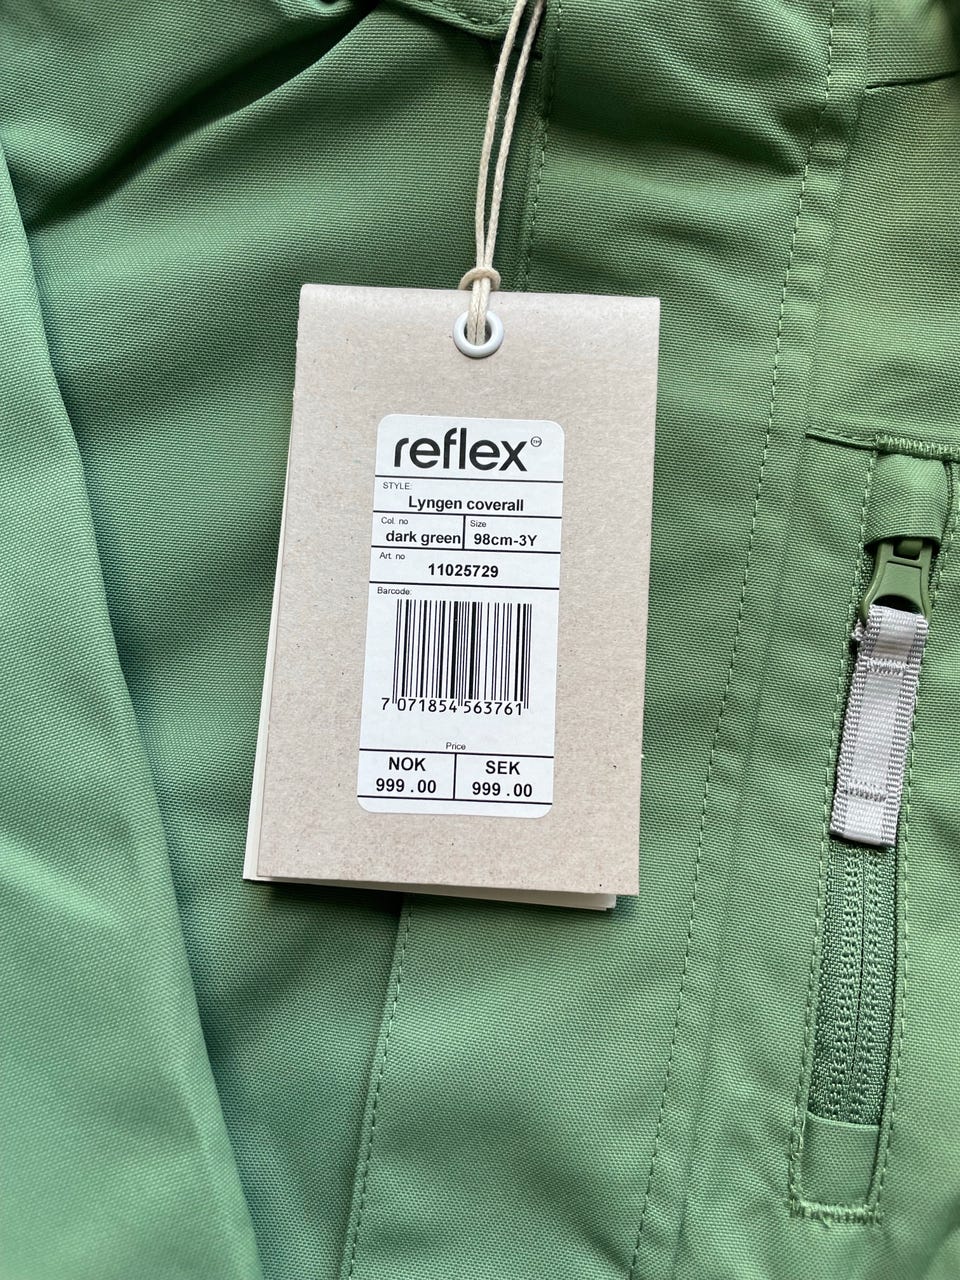 reflex™
STYLE:
Lyngen coverall
Col. no Size
dark green 98cm-3Y
Art. no
11025729
Barcode:
7 071854 563761
Price
NOK SEK
999.00 999.00